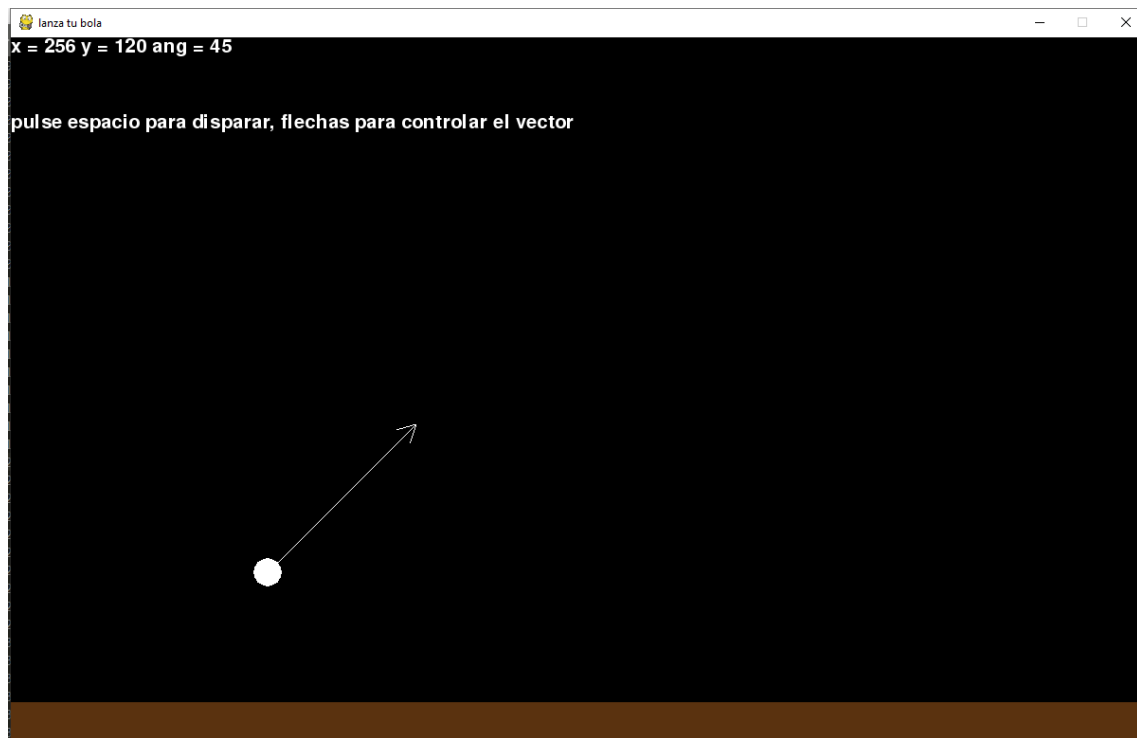 lanza tu bola
x = 256 y = 120 ang = 45
pulse espacio para disparar, flechas para controlar el vector